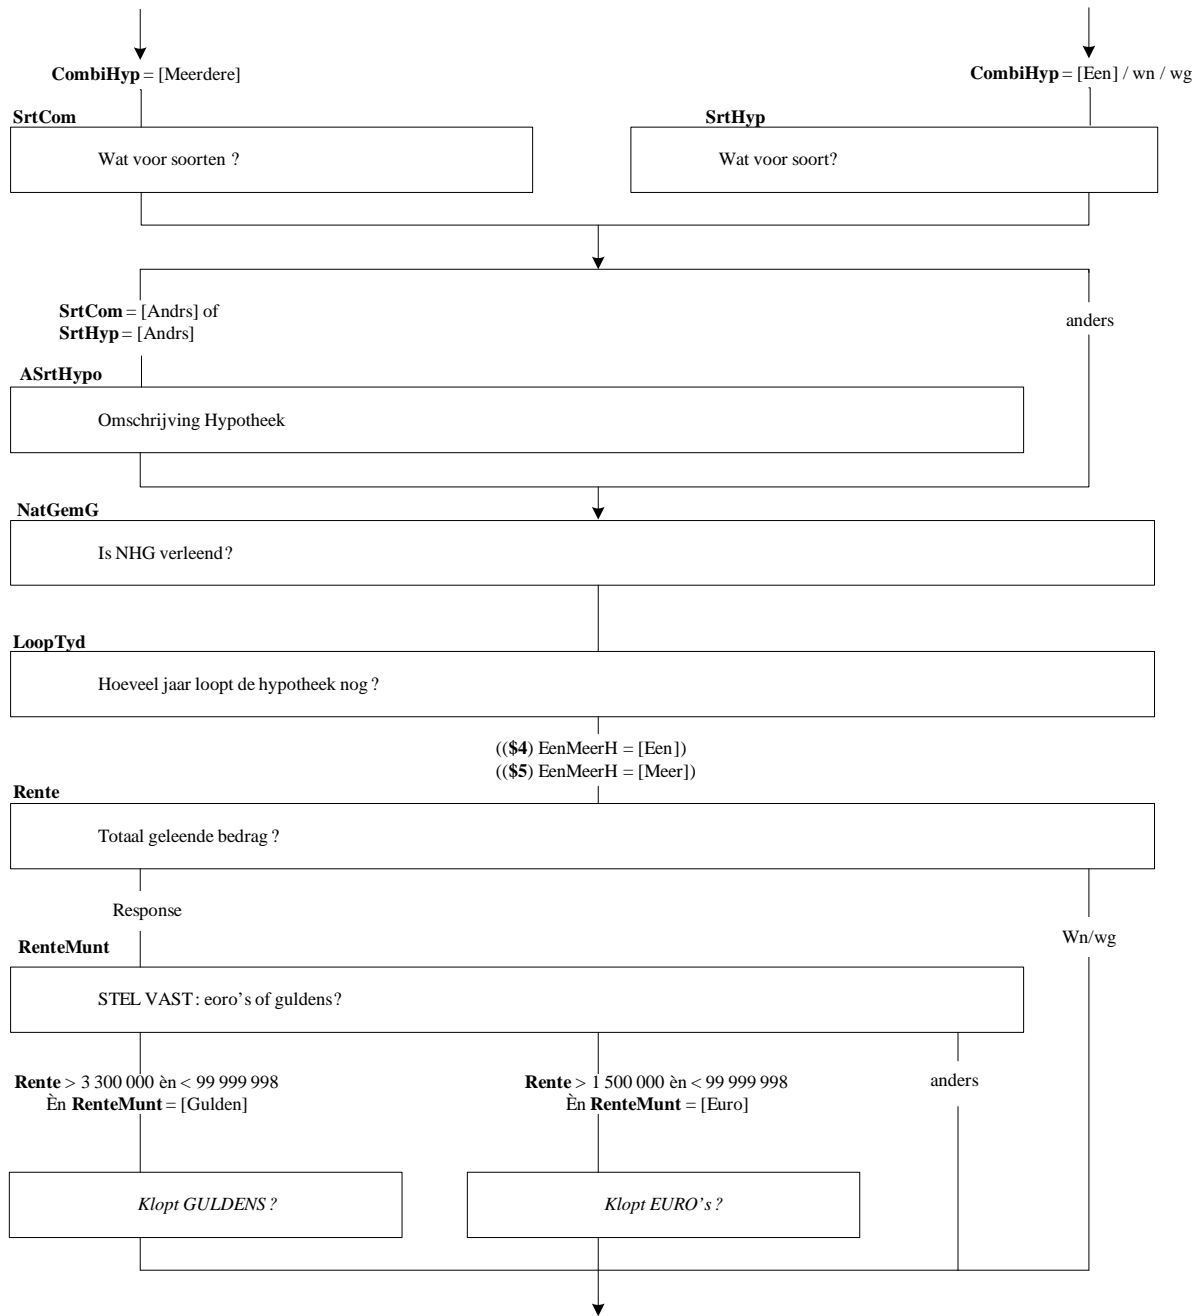 CombiHyp = [Meerdere]
CombiHyp = [Een] / wn / wg
SrtCom
SrtHyp
Wat voor soorten ?
Wat voor soort?
SrtCom = [Andrs] of
SrtHyp = [Andrs]
anders
ASrtHypo
Omschrijving Hypotheek
NatGemG
Is NHG verleend ?
LoopTyd
Hoeveel jaar loopt de hypotheek nog ?
(($4) EenMeerH = [Een])
(($5) EenMeerH = [Meer])
Rente
Totaal geleende bedrag ?
Response
Wn/wg
RenteMunt
STEL VAST : eoro's of guldens?
Rente > 3 300 000 èn < 99 999 998
Èn RenteMunt = [Gulden]
Rente > 1 500 000 èn < 99 999 998
Èn RenteMunt = [Euro]
anders
Klopt GULDENS ?
Klopt EURO's ?